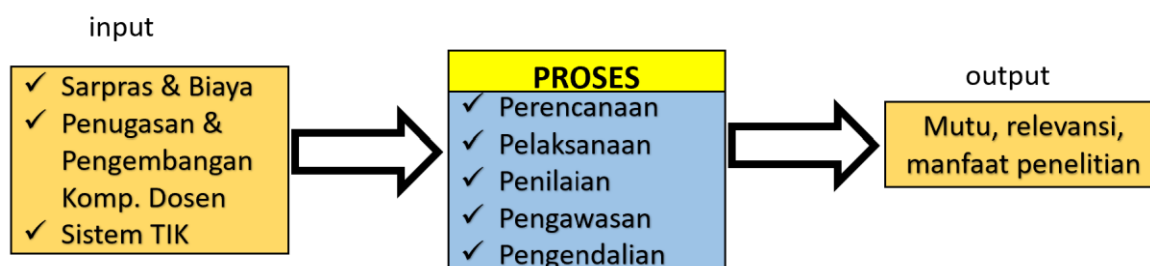 input
✓ Sarpras & Biaya
✓ Penugasan &
Pengembangan
Komp. Dosen
✓ Sistem TIK
PROSES
✓ Perencanaan
✓ Pelaksanaan
✓ Penilaian
✓ Pengawasan
✓ Pengendalian
output
Mutu, relevansi,
manfaat penelitian